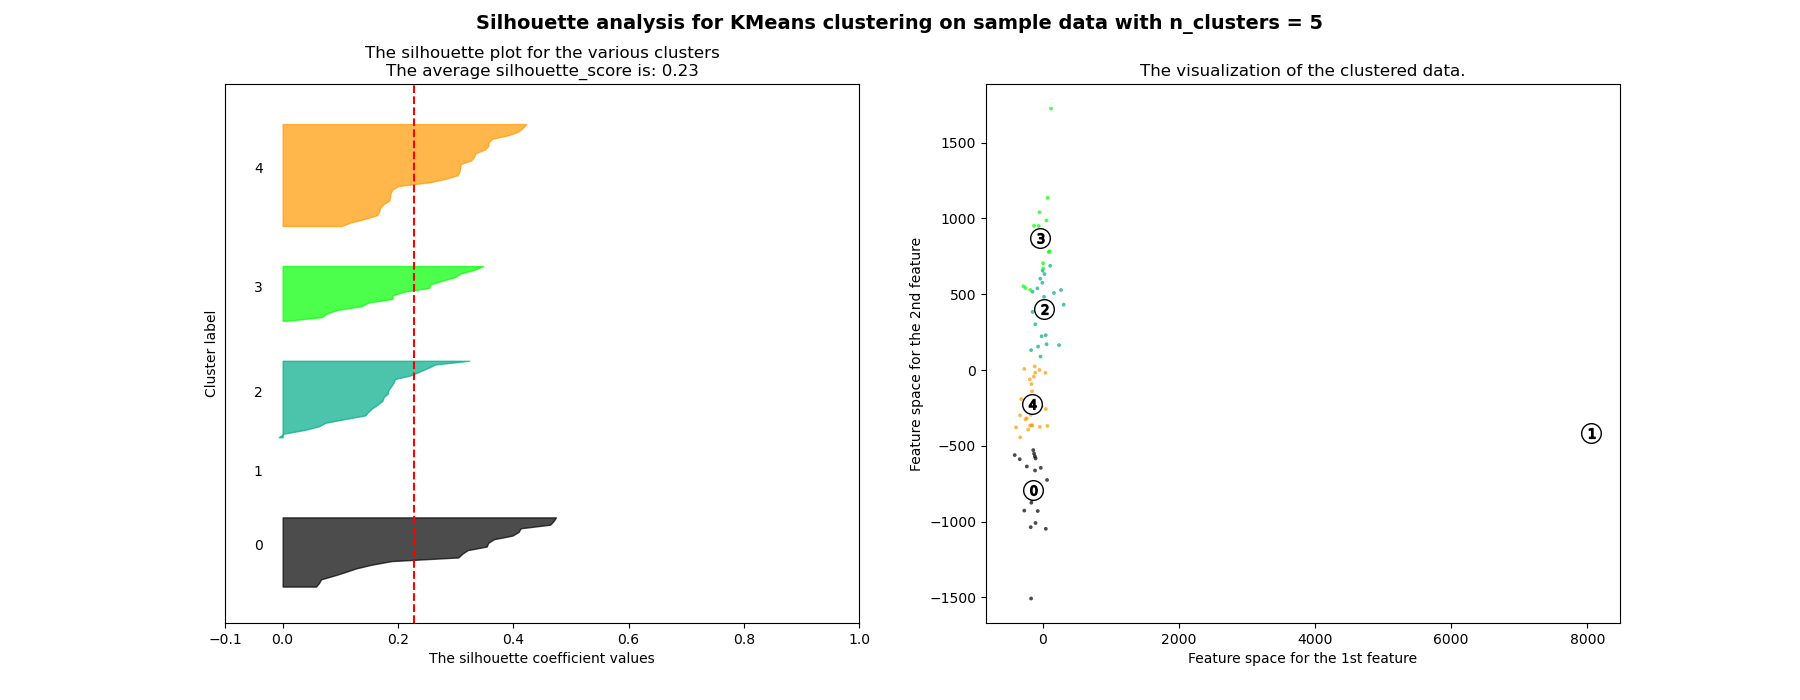 Silhouette analysis for KMeans clustering on sample data with n_clusters = 5
The silhouette plot for the various clusters
The average silhouette_score is: 0.23
Cluster label
4
3
2
1
0
−0.1 0.0 0.2 0.4 0.6 0.8 1.0
The silhouette coefficient values
The visualization of the clustered data.
Feature space for the 2nd feature
1500
1000
500
0
−500
−1000
−1500
3
2
4
1
0
0 2000 4000 6000 8000
Feature space for the 1st feature